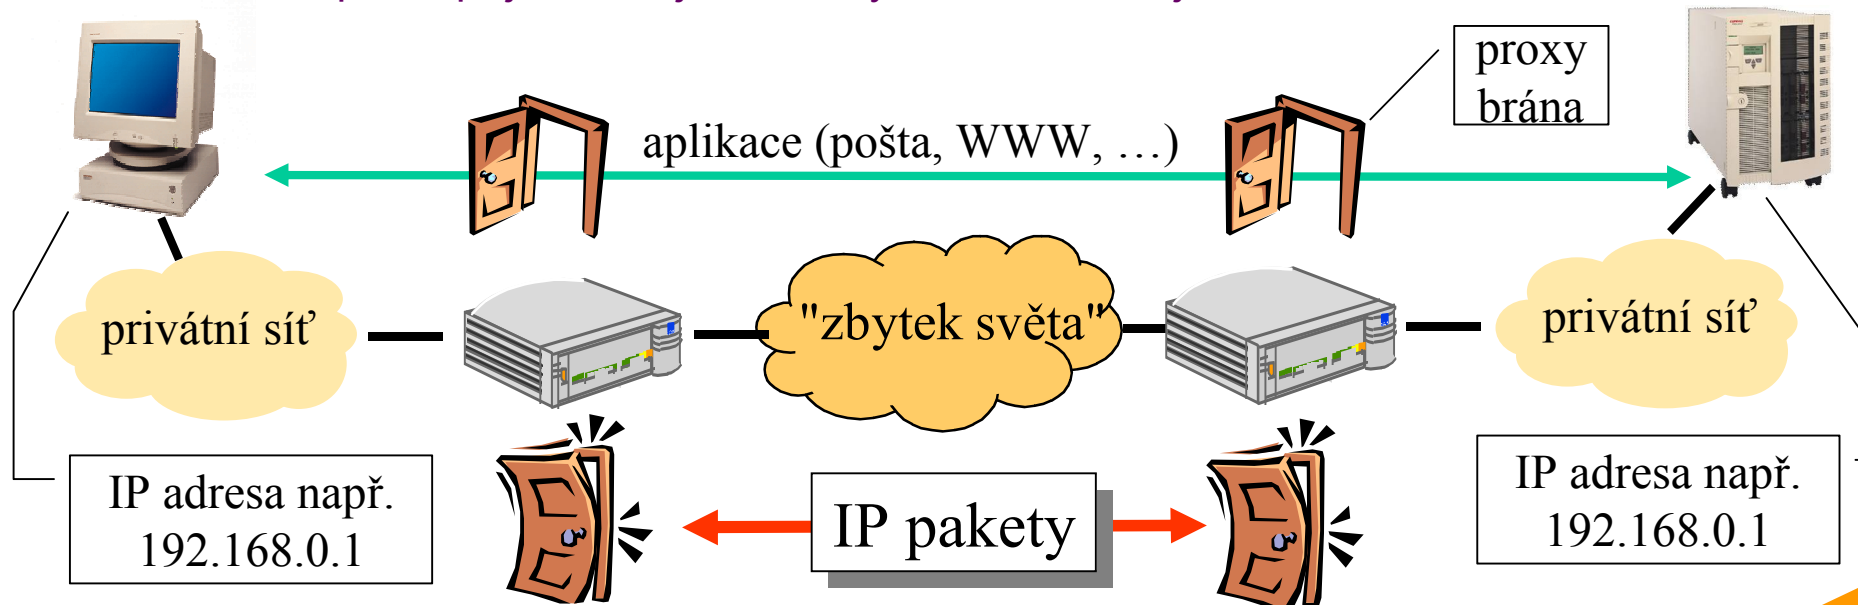 proxy
brána
aplikace (pošta, WWW, …)
privátní síť
"zbytek světa"
privátní síť
IP adresa např.
192.168.0.1
IP pakety
IP adresa např.
192.168.0.1